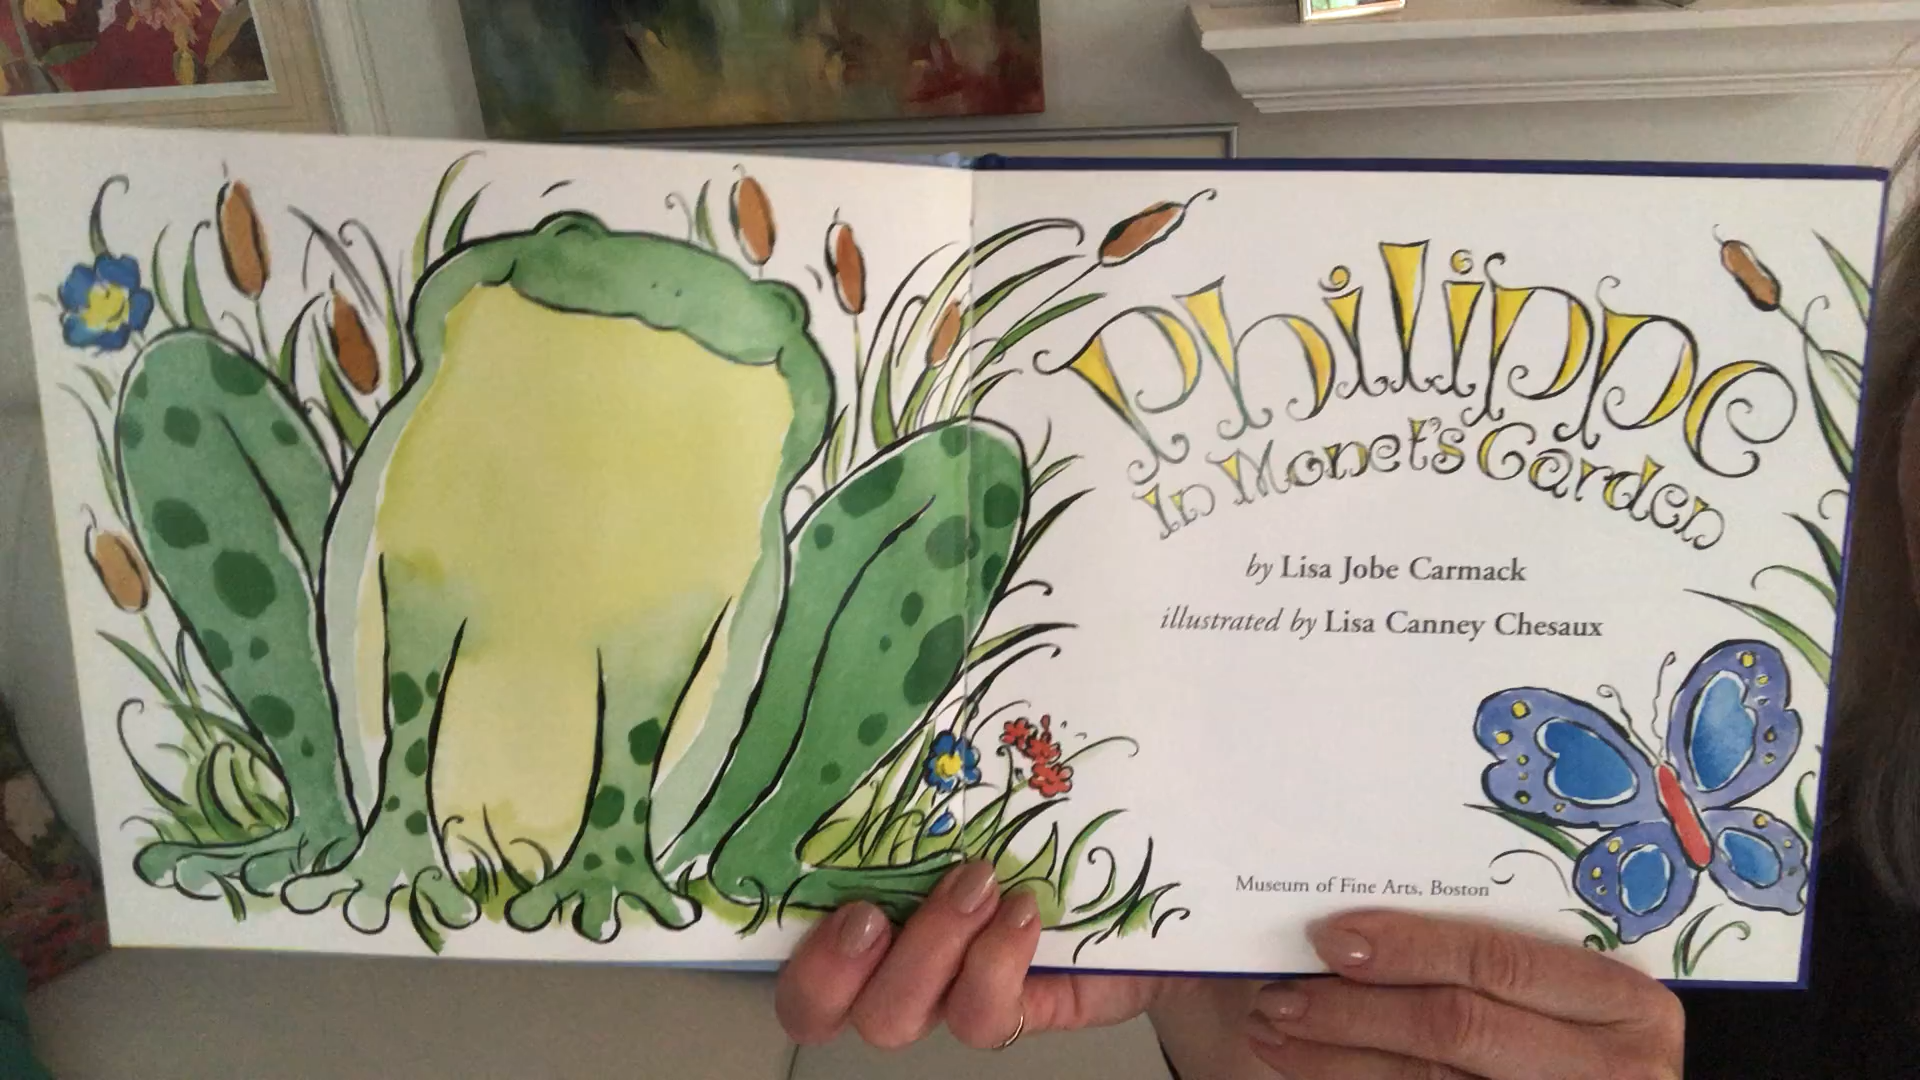 Philippe
in Monet's Garden
by Lisa Jobe Carmack
illustrated by Lisa Canney Chesaux
Museum of Fine Arts, Boston